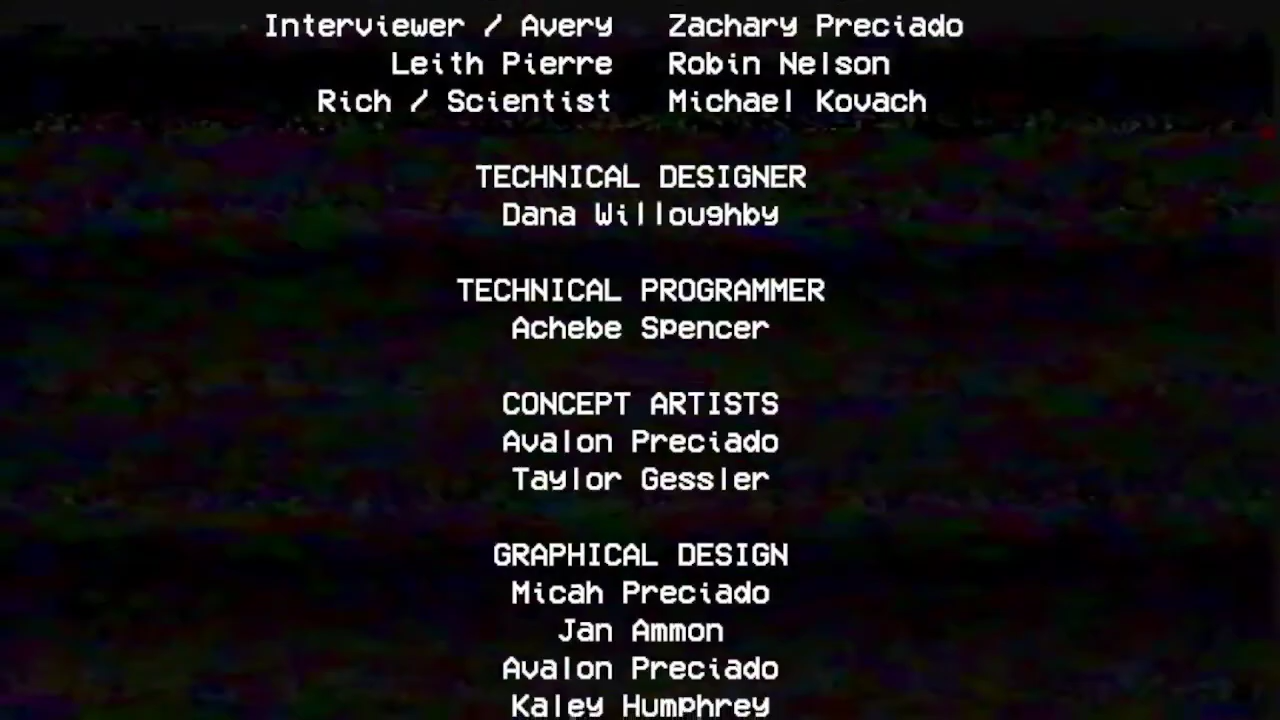 Interviewer / Avery Zachary Preciado
Leith Pierre Robin Nelson
Rich / Scientist Michael Kovach
TECHNICAL DESIGNER
Dana Willoughby
TECHNICAL PROGRAMMER
Achebe Spencer
CONCEPT ARTISTS
Avalon Preciado
Taylor Gessler
GRAPHICAL DESIGN
Micah Preciado
Jan Ammon
Avalon Preciado
Kaley Humphrey